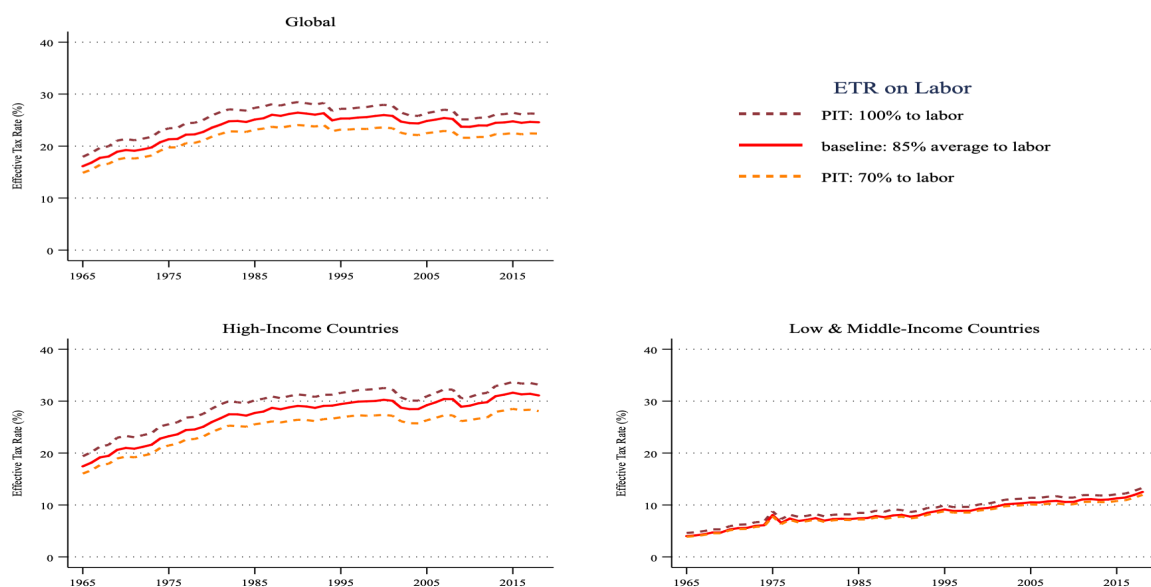 Global
Effective Tax Rate (%)
40
30
20
10
0
1965 1975 1985 1995 2005 2015
ETR on Labor
PIT: 100% to labor
baseline: 85% average to labor
PIT: 70% to labor
High-Income Countries
Effective Tax Rate (%)
40
30
20
10
0
1965 1975 1985 1995 2005 2015
Low & Middle-Income Countries
Effective Tax Rate (%)
40
30
20
10
0
1965 1975 1985 1995 2005 2015